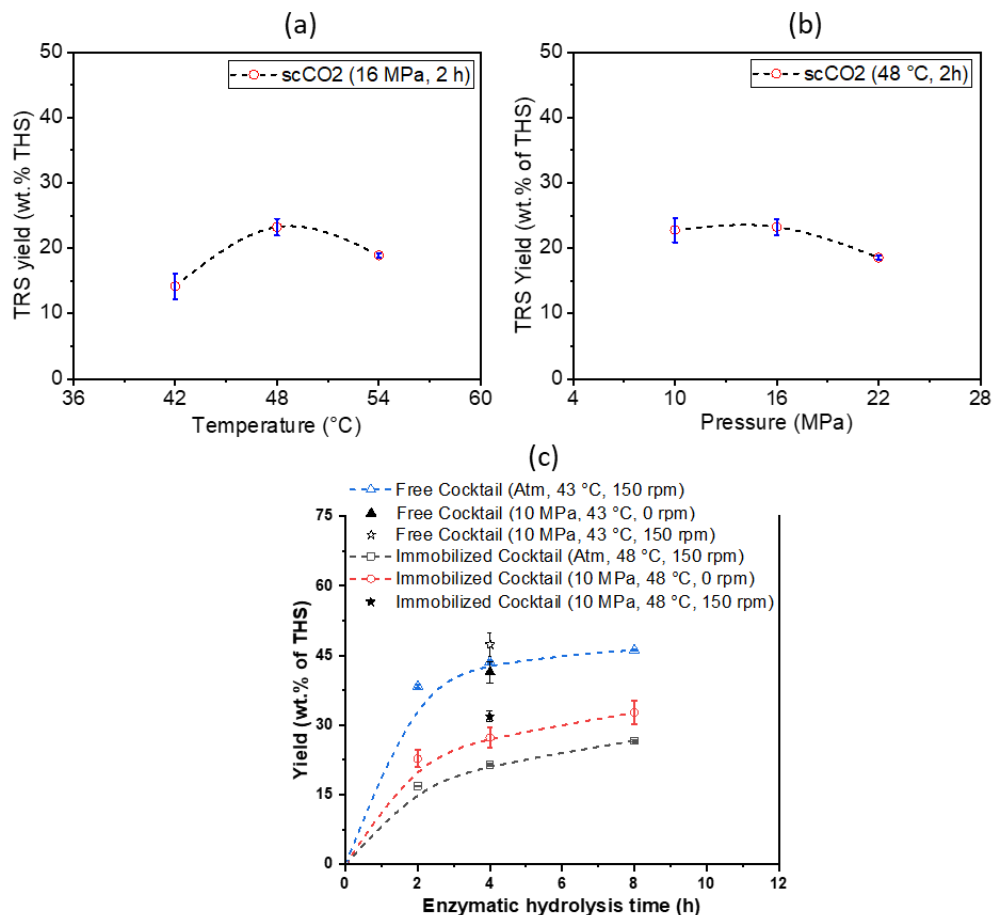 (a)
50
40
30
20
10
0
TRS yield (wt.% THS)
scCO2 (16 MPa, 2 h)
36 42 48 54 60
Temperature (°C)
(b)
50
40
30
20
10
0
TRS Yield (wt.% of THS)
scCO2 (48 °C, 2h)
4 10 16 22 28
Pressure (MPa)
(c)
Free Cocktail (Atm, 43 °C, 150 rpm)
Free Cocktail (10 MPa, 43 °C, 0 rpm)
Free Cocktail (10 MPa, 43 °C, 150 rpm)
Immobilized Cocktail (Atm, 48 °C, 150 rpm)
Immobilized Cocktail (10 MPa, 48 °C, 0 rpm)
Immobilized Cocktail (10 MPa, 48 °C, 150 rpm)
75
60
45
30
15
0
Yield (wt.% of THS)
0 2 4 6 8 10 12
Enzymatic hydrolysis time (h)